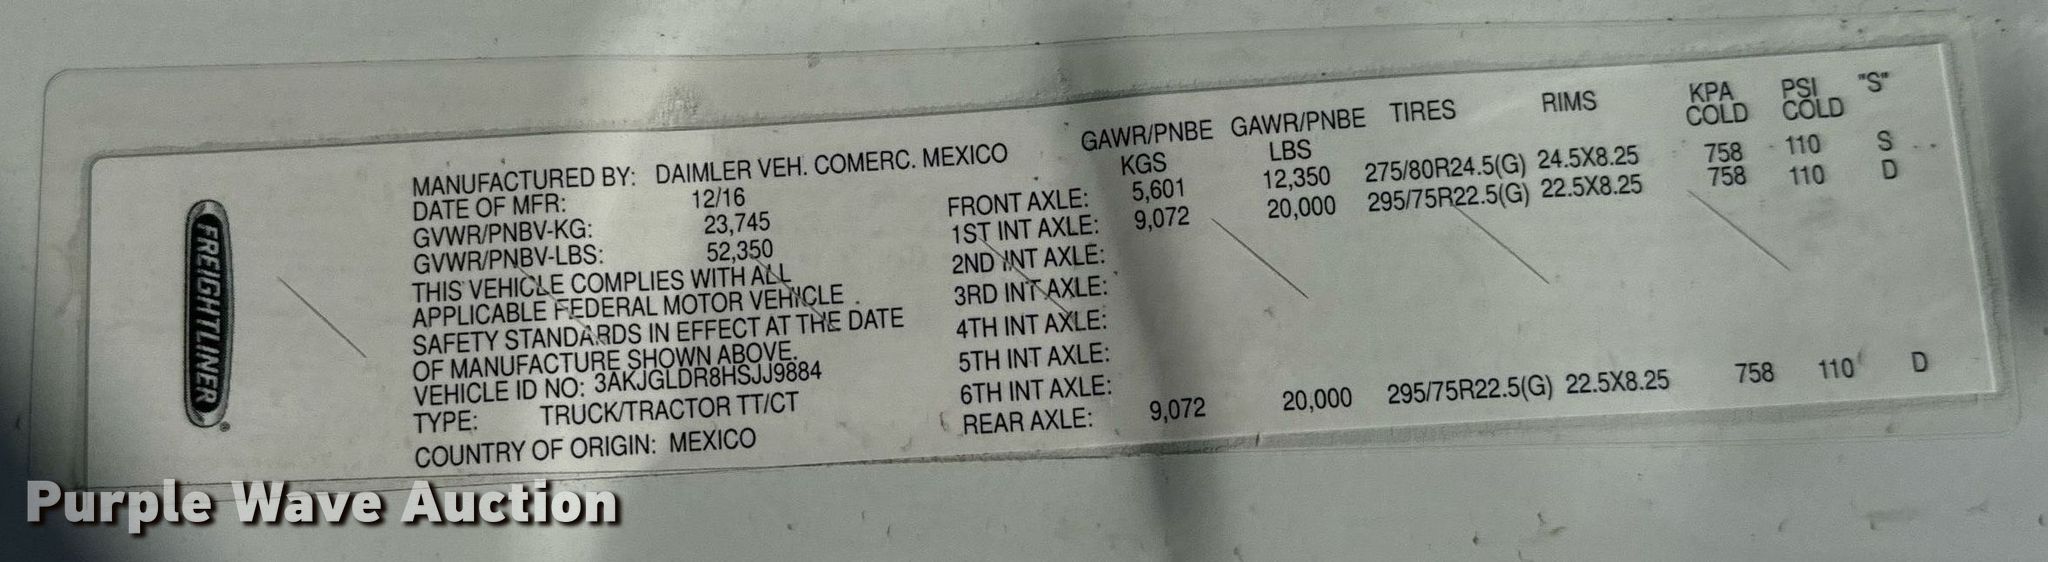 FREIGHTLINER®
MANUFACTURED BY: DAIMLER VEH. COMERC. MEXICO
DATE OF MFR: 12/16
GVWR/PNBV-KG: 23,745
GVWR/PNBV-LBS: 52,350
THIS VEHICLE COMPLIES WITH ALL
APPLICABLE FEDERAL MOTOR VEHICLE
SAFETY STANDARDS IN EFFECT AT THE DATE
OF MANUFACTURE SHOWN ABOVE.
VEHICLE ID NO: 3AKJGLDR8HSJJ9884
TYPE: TRUCK/TRACTOR TT/CT
COUNTRY OF ORIGIN: MEXICO
GAWR/PNBE KGS GAWR/PNBE LBS TIRES RIMS KPA COLD PSI COLD "S"
FRONT AXLE: 5,601 12,350 275/80R24.5(G) 24.5X8.25 758 110 S
1ST INT AXLE: 9,072 20,000 295/75R22.5(G) 22.5X8.25 758 110 D
2ND INT AXLE:
3RD INT AXLE:
4TH INT AXLE:
5TH INT AXLE:
6TH INT AXLE:
REAR AXLE: 9,072 20,000 295/75R22.5(G) 22.5X8.25 758 110 D
Purple Wave Auction